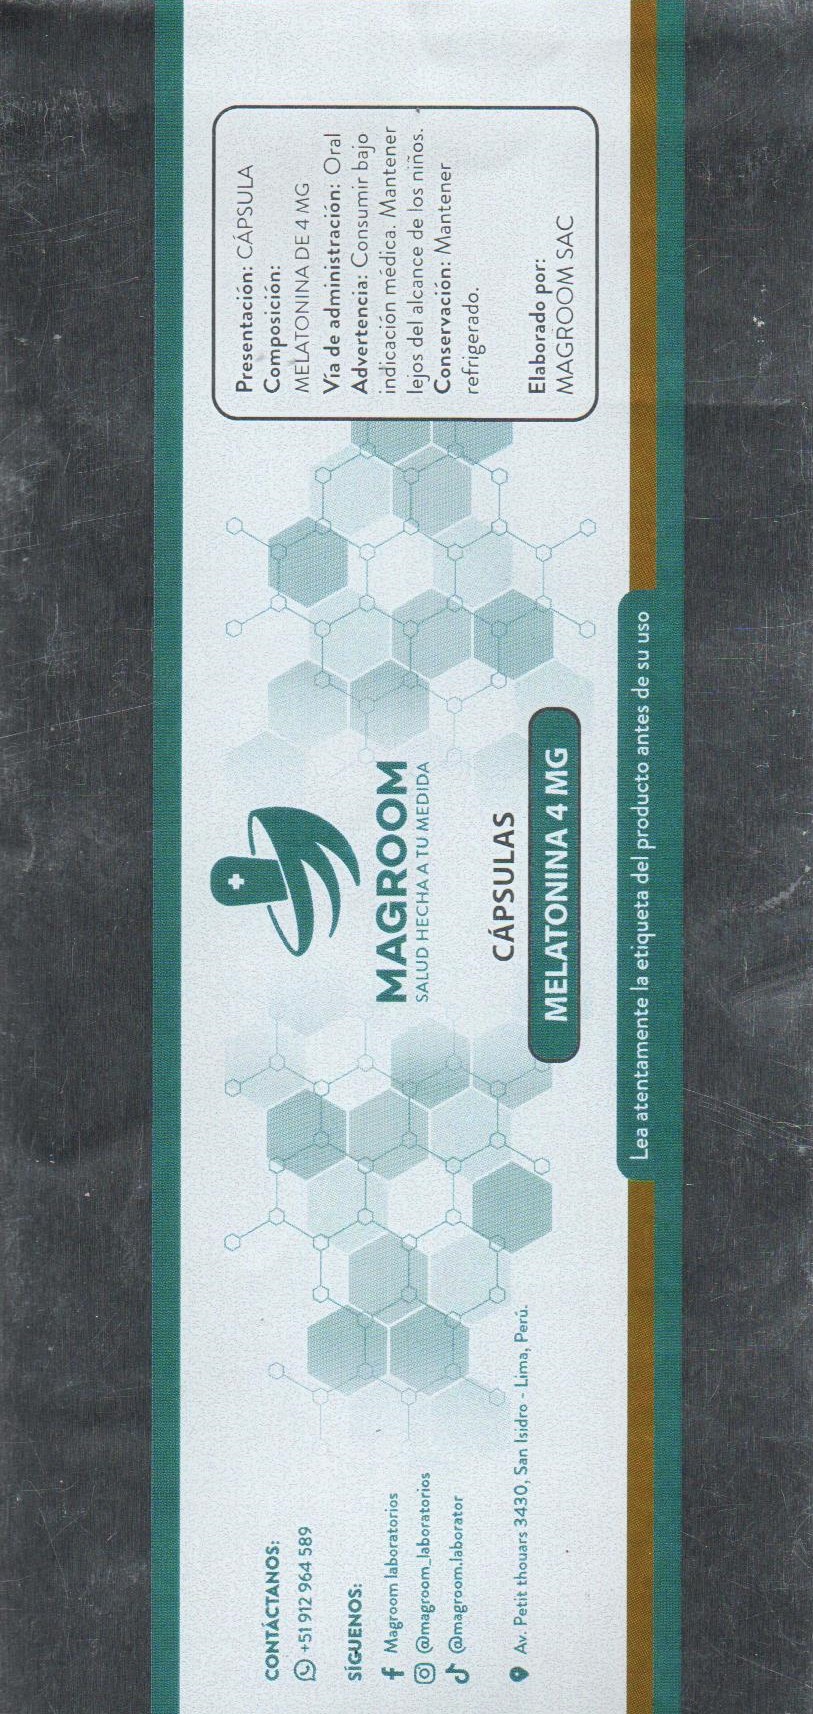 CONTÁCTANOS:
+51 912 964 589
SÍGUENOS:
Magroom laboratorios
@magroom_laboratorios
@magroom.laborator
Av. Petit thouars 3430, San Isidro - Lima, Perú.
MAGROOM
SALUD HECHA A TU MEDIDA
CÁPSULAS
MELATONINA 4 MG
Lea atentamente la etiqueta del producto antes de su uso
Presentación: CÁPSULA
Composición:
MELATONINA DE 4 MG
Vía de administración: Oral
Advertencia: Consumir bajo
indicación médica. Mantener
lejos del alcance de los niños.
Conservación: Mantener
refrigerado.
Elaborado por:
MAGROOM SAC